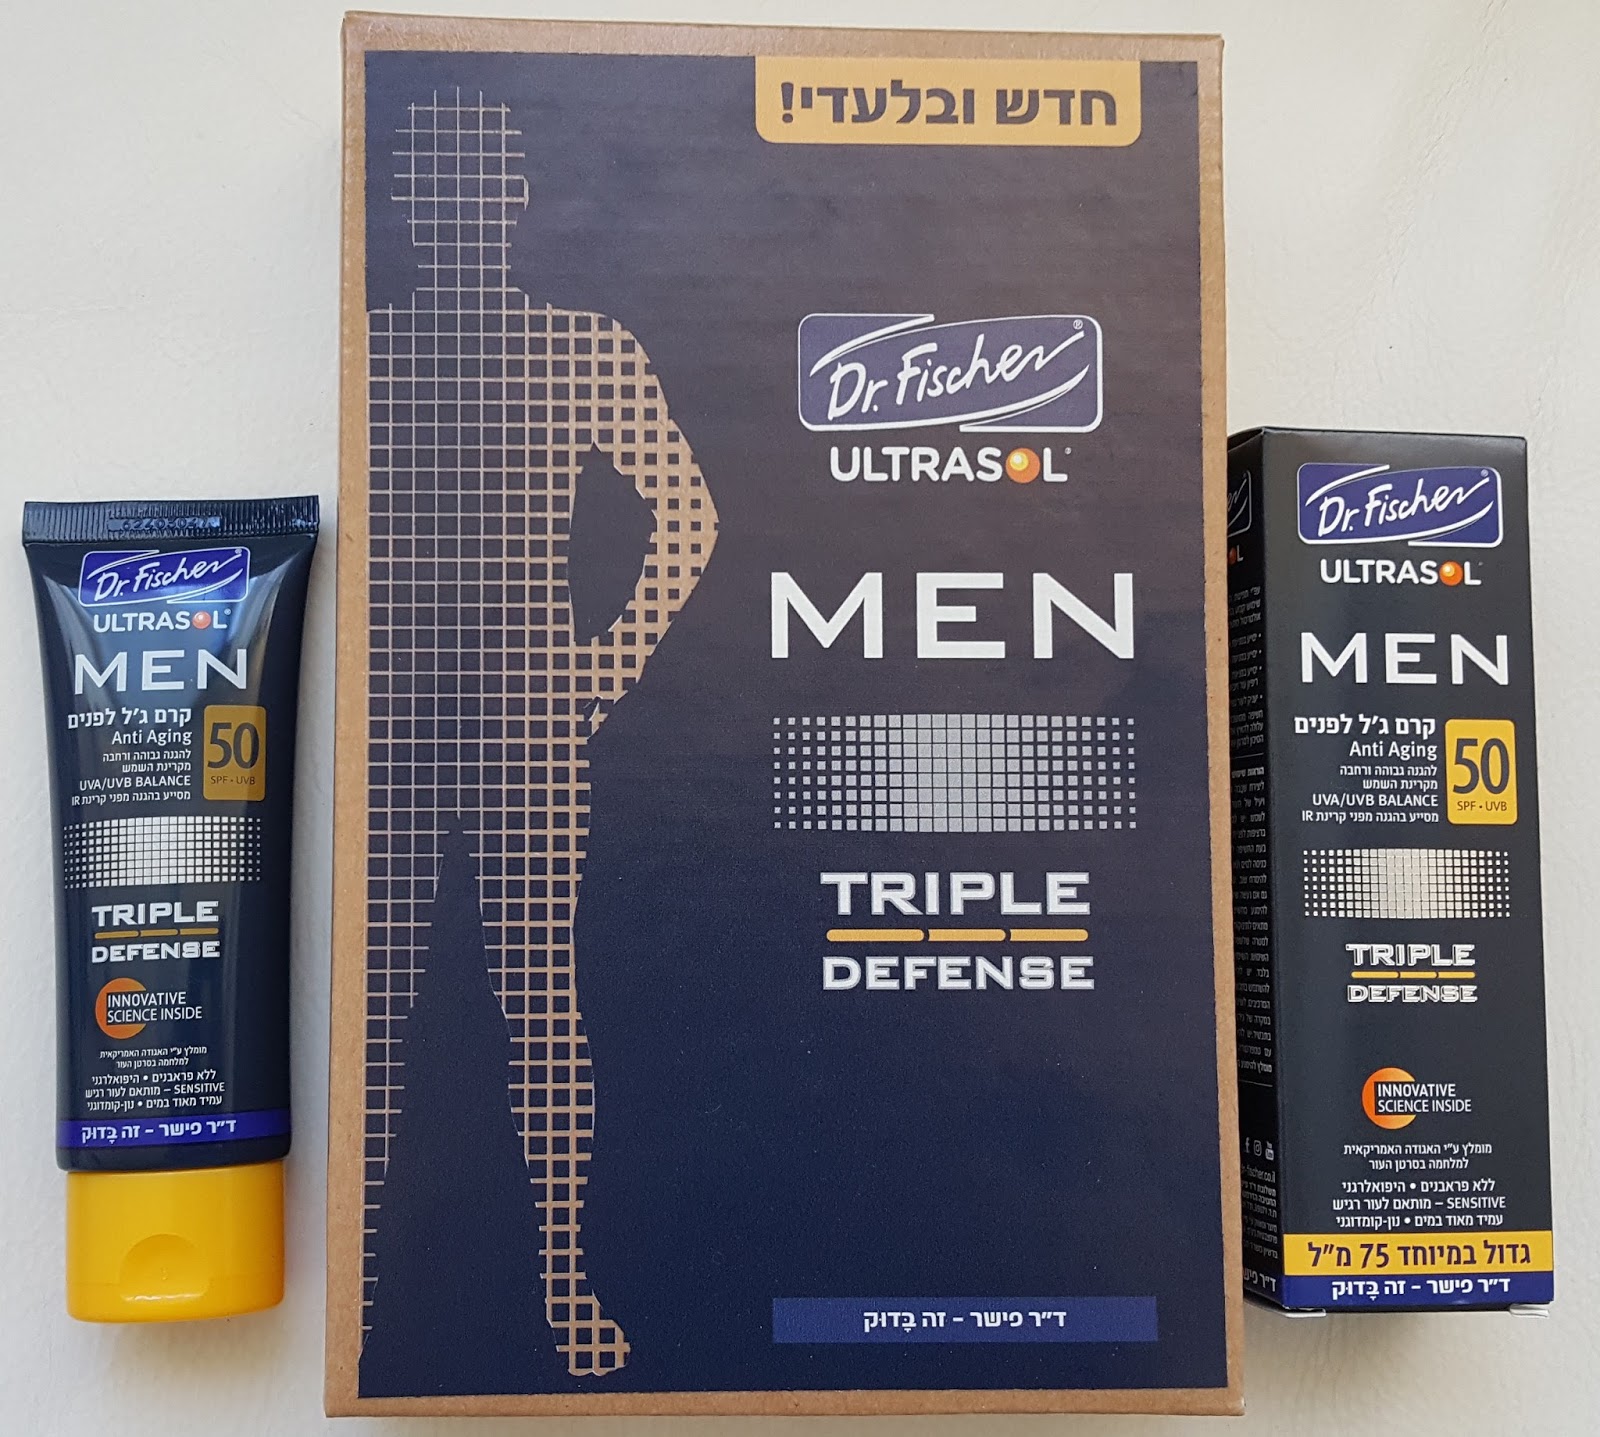 62205047
Dr. Fischer
ULTRASOL
MEN
קרם ג'ל לפנים
Anti Aging
להגנה גבוהה ורחבה
מקרינת השמש
UVA/UVB BALANCE
מסייע בהגנה מפני קרינת IR
50
SPF • UVB
TRIPLE
DEFENSE
INNOVATIVE
SCIENCE INSIDE
מומלץ ע"י האגודה האמריקאית
למלחמה בסרטן העור
ללא פראבנים • היפואלרגני
SENSITIVE – מותאם לעור רגיש
עמיד מאוד במים • נון-קומדוגני
ד"ר פישר – זה בָּדוּק
חדש ובלעדי!
Dr. Fischer®
ULTRASOL®
MEN
TRIPLE
DEFENSE
ד"ר פישר – זה בָּדוּק
Dr. Fischer®
ULTRASOL
MEN
קרם ג'ל לפנים
Anti Aging
להגנה גבוהה ורחבה
מקרינת השמש
UVA/UVB BALANCE
מסייע בהגנה מפני קרינת IR
50
SPF • UVB
TRIPLE
DEFENSE
INNOVATIVE
SCIENCE INSIDE
מומלץ ע"י האגודה האמריקאית
למלחמה בסרטן העור
ללא פראבנים • היפואלרגני
SENSITIVE – מותאם לעור רגיש
עמיד מאוד במים • נון-קומדוגני
גדול במיוחד 75 מ"ל
ד"ר פישר – זה בָּדוּק